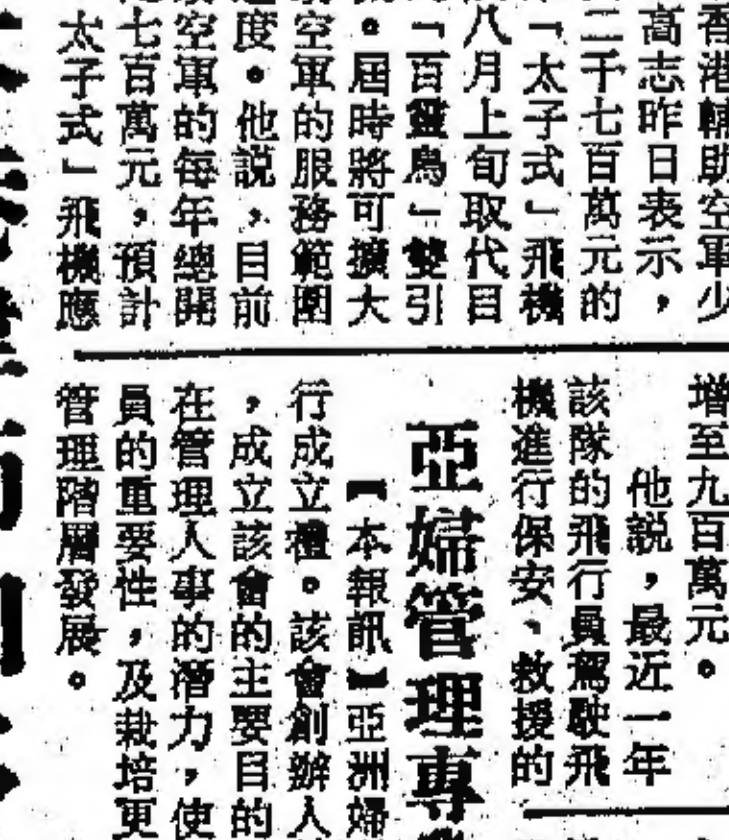 香港輔助空軍少
高志昨日表示，
二千七百萬元的
「太子式」飛機
八月上旬取代目
「百靈鳥」雙引
。屆時將可擴大
空軍的服務範圍
度。他説，目前
空軍的每年總開
七百萬元，預計
太子式」飛機應
增至九百萬元。
他説，最近一年
該隊的飛行員駕駛飛
機進行保安、救援的
亞婦管理專
【本報訊】亞洲婦
行成立禮。該會創辦人
，成立該會的主要目的
在管理人事的潛力，使
員的重要性，及栽培更
管理階層發展。